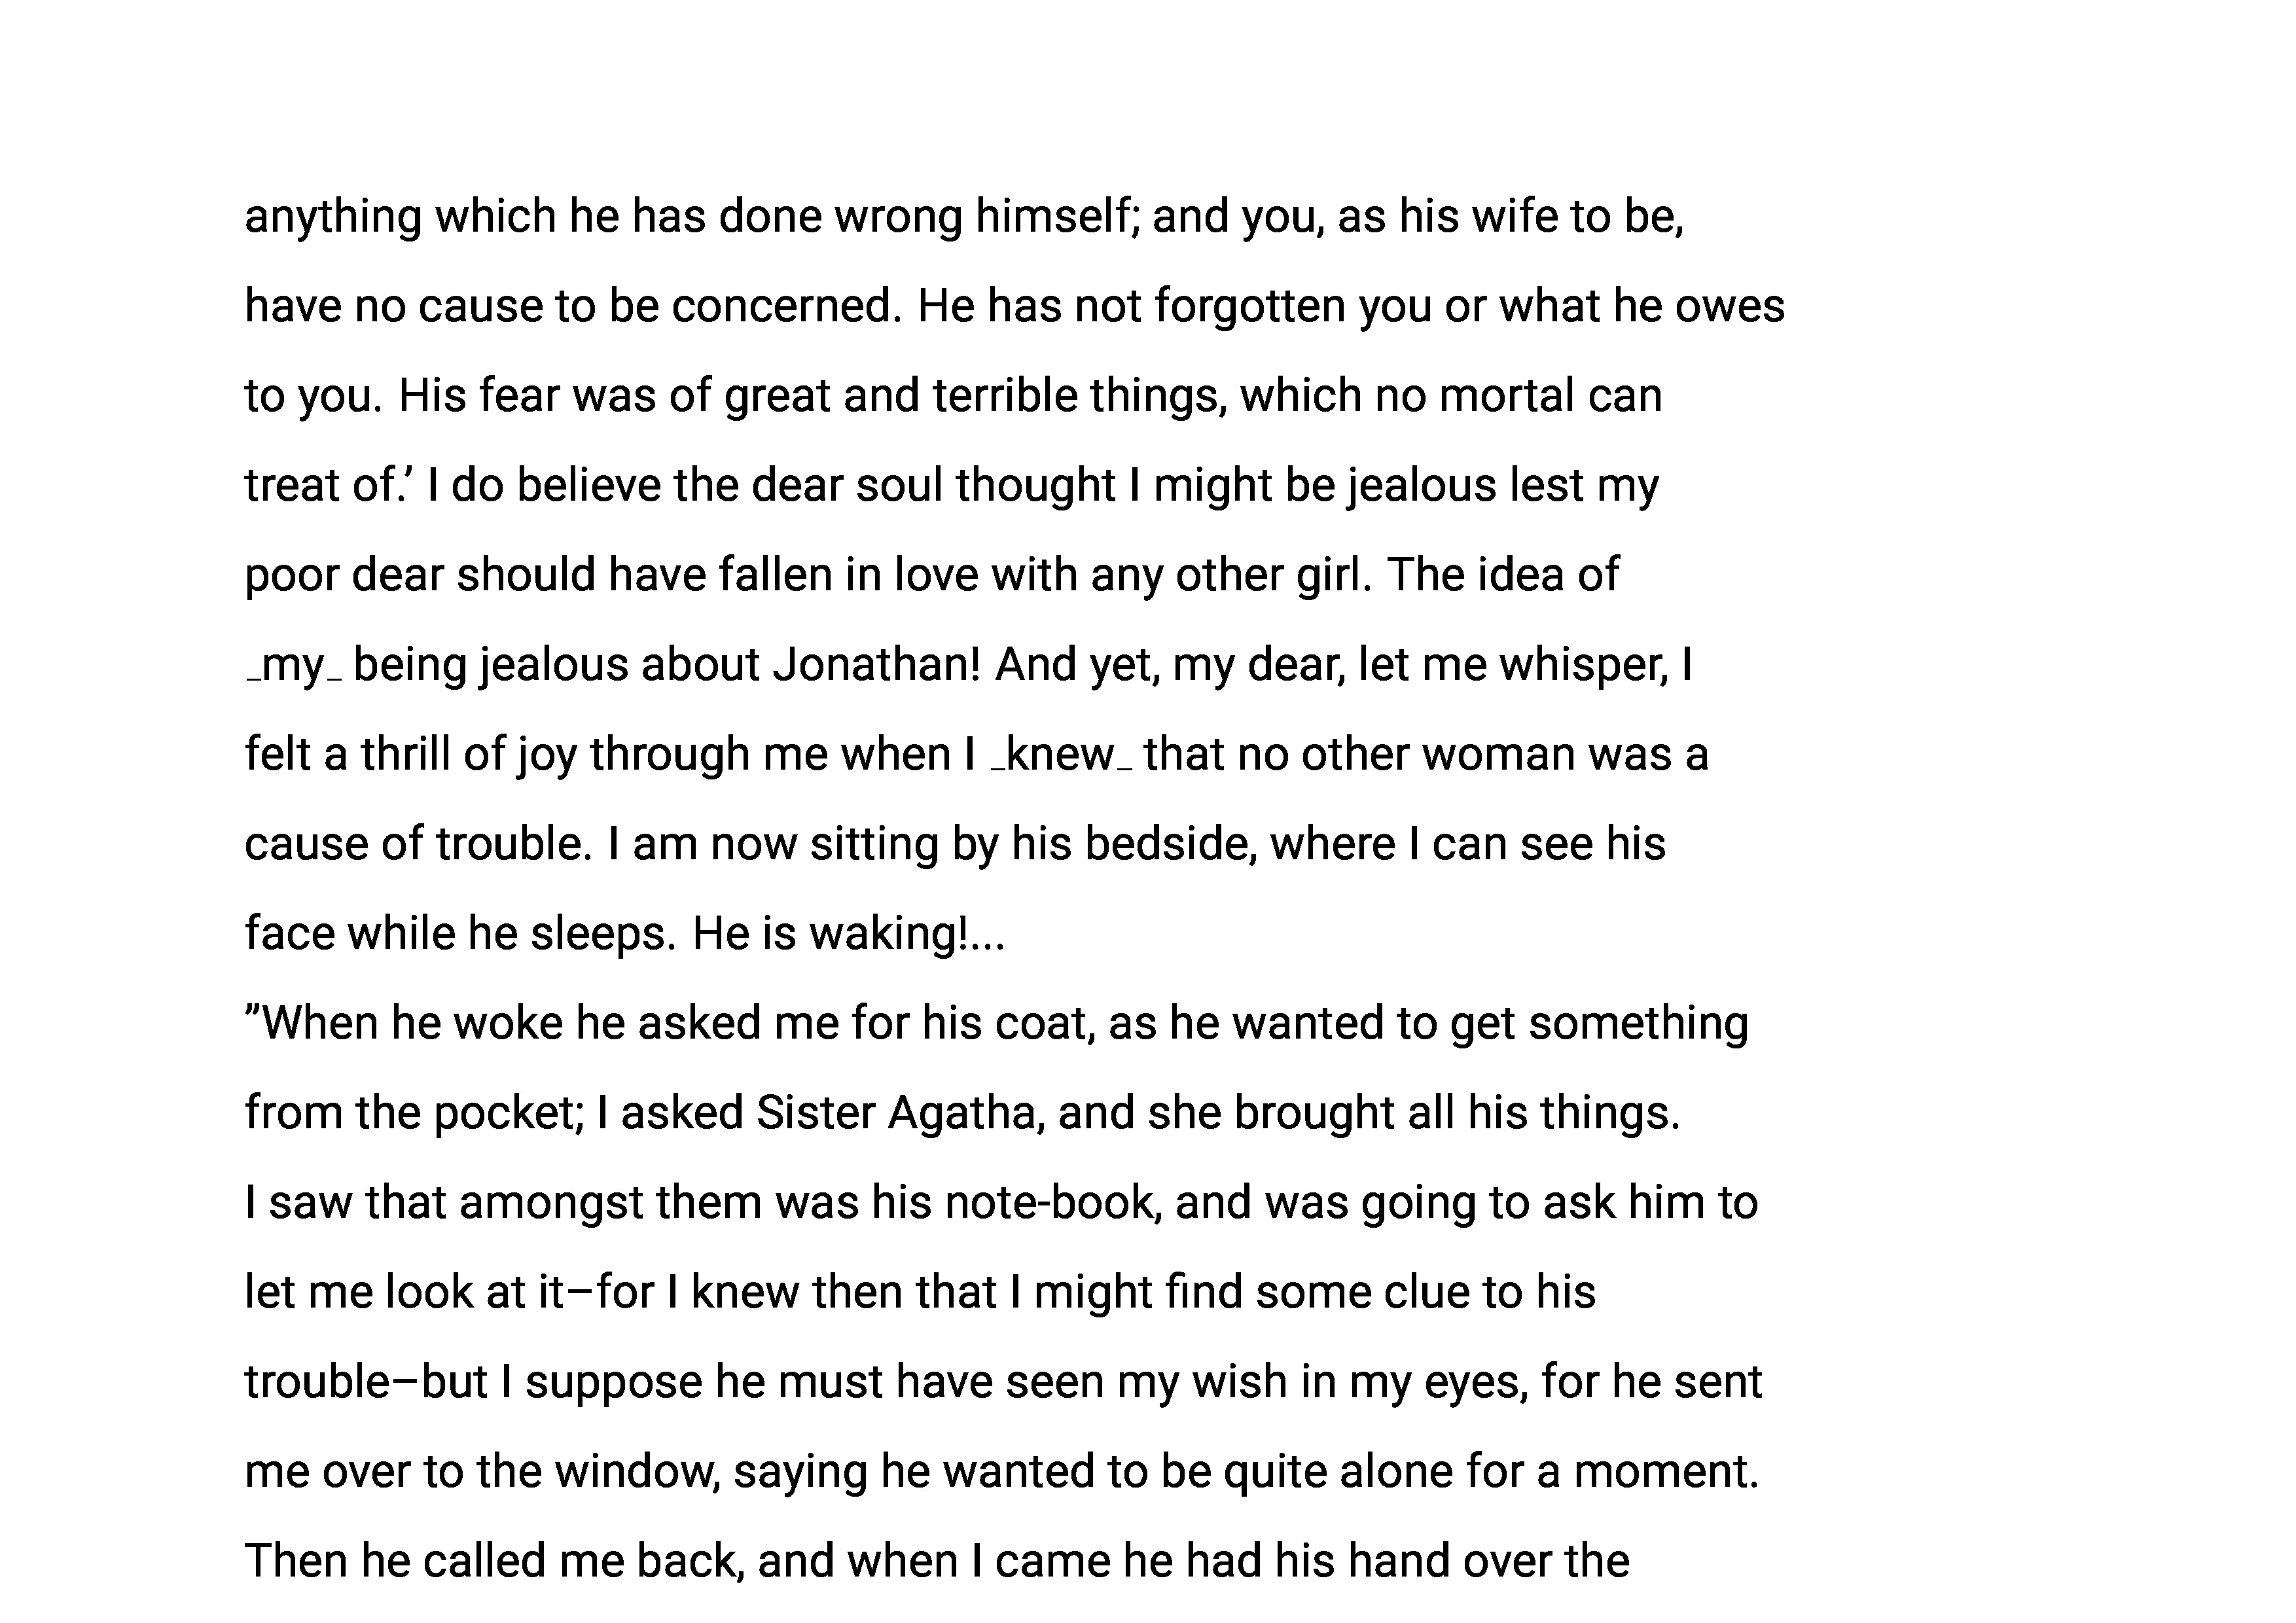 anything which he has done wrong himself; and you, as his wife to be,
have no cause to be concerned. He has not forgotten you or what he owes
to you. His fear was of great and terrible things, which no mortal can
treat of.’ I do believe the dear soul thought I might be jealous lest my
poor dear should have fallen in love with any other girl. The idea of
_my_ being jealous about Jonathan! And yet, my dear, let me whisper, I
felt a thrill of joy through me when I _knew_ that no other woman was a
cause of trouble. I am now sitting by his bedside, where I can see his
face while he sleeps. He is waking!...
”When he woke he asked me for his coat, as he wanted to get something
from the pocket; I asked Sister Agatha, and she brought all his things.
I saw that amongst them was his note-book, and was going to ask him to
let me look at it–for I knew then that I might find some clue to his
trouble–but I suppose he must have seen my wish in my eyes, for he sent
me over to the window, saying he wanted to be quite alone for a moment.
Then he called me back, and when I came he had his hand over the